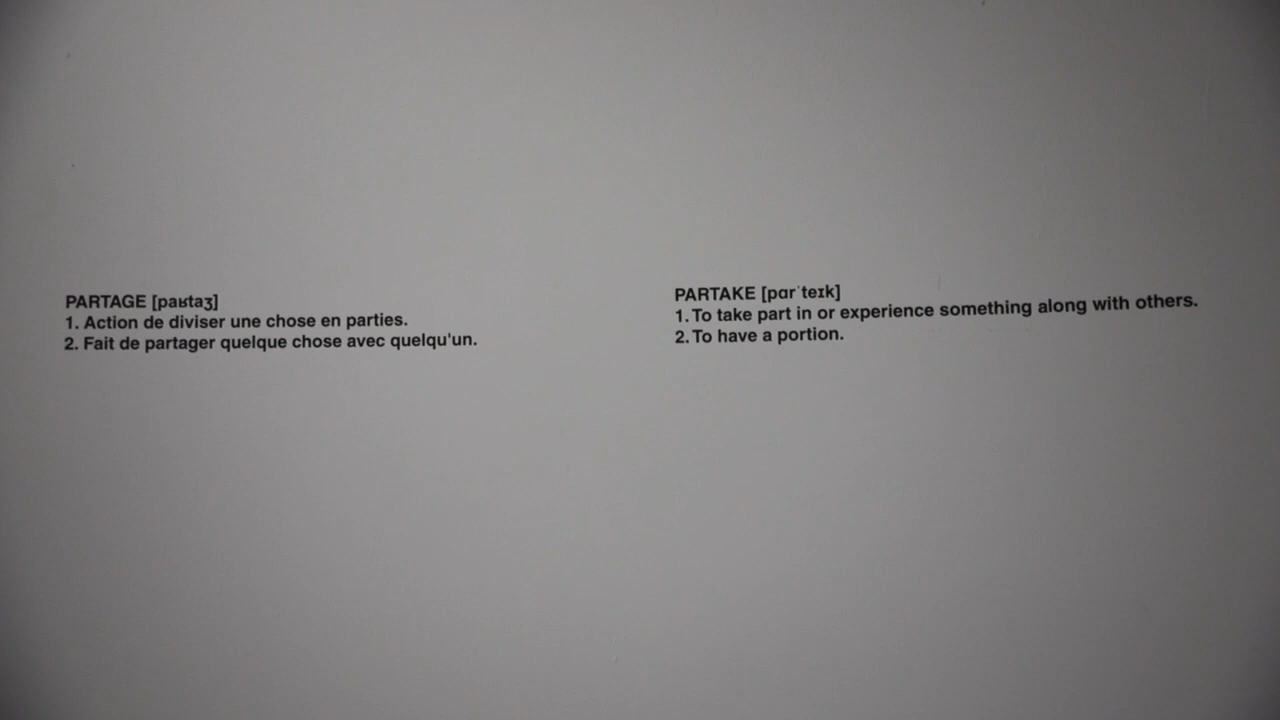 PARTAGE [paʁtaʒ]
1. Action de diviser une chose en parties.
2. Fait de partager quelque chose avec quelqu'un.
PARTAKE [pɑrˈteɪk]
1. To take part in or experience something along with others.
2. To have a portion.